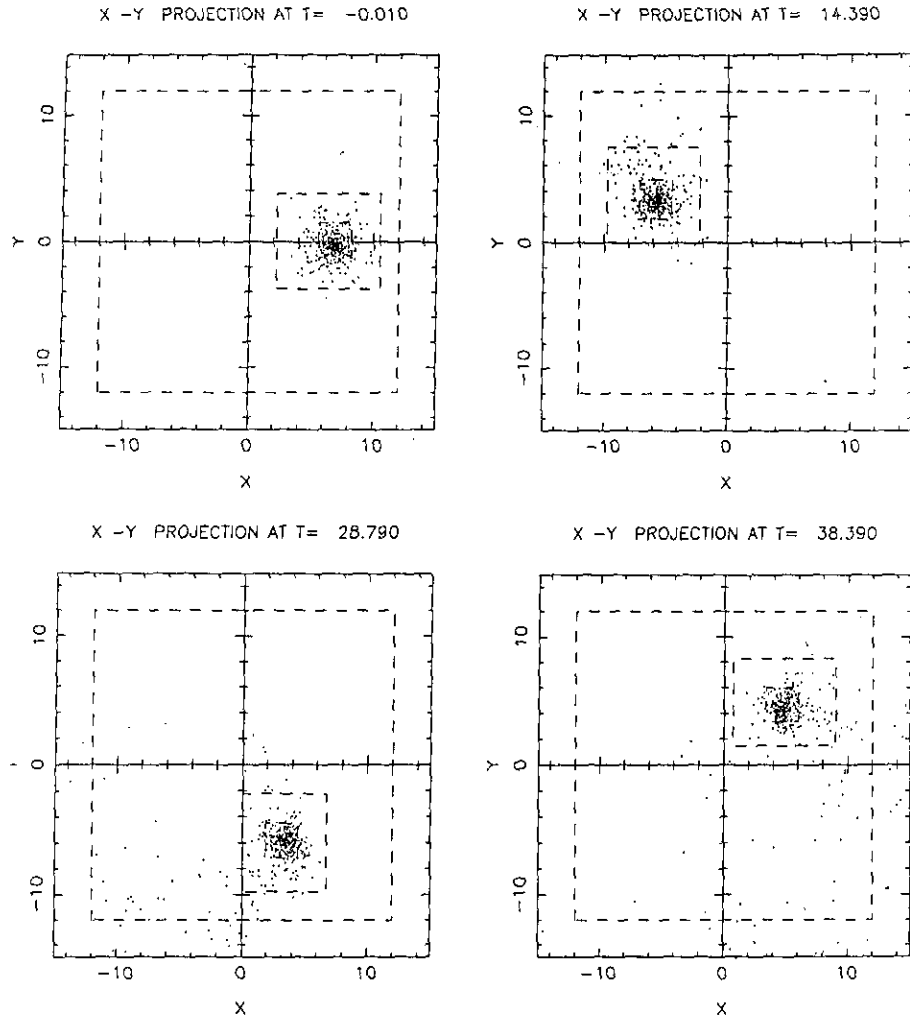 X -Y PROJECTION AT T= -0.010
10
0
-10
Y
-10 0 10
X
X -Y PROJECTION AT T= 14.390
10
0
-10
Y
-10 0 10
X
X -Y PROJECTION AT T= 28.790
10
0
-10
-10 0 10
X
X -Y PROJECTION AT T= 38.390
10
0
-10
Y
-10 0 10
X